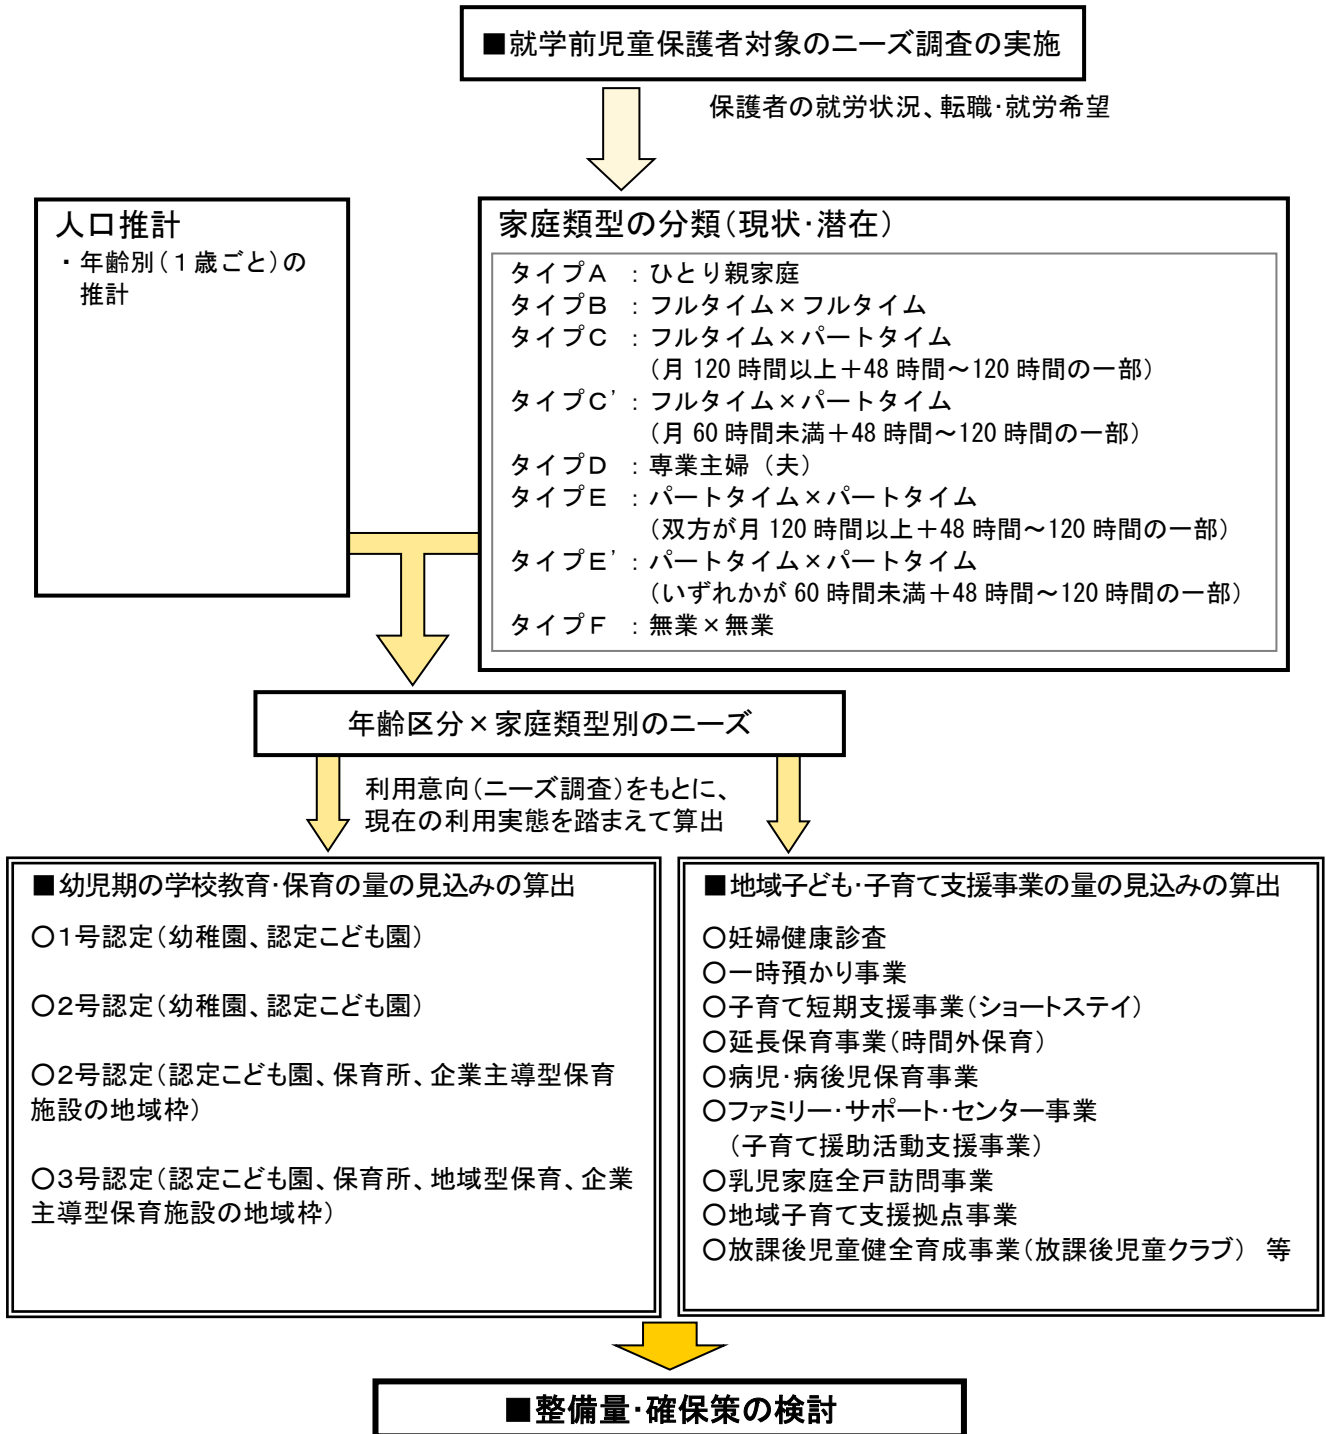 ■就学前児童保護者対象のニーズ調査の実施
保護者の就労状況、転職・就労希望
人口推計
・年齢別（１歳ごと）の
推計
家庭類型の分類（現状・潜在）
タイプＡ ：ひとり親家庭
タイプＢ ：フルタイム×フルタイム
タイプＣ ：フルタイム×パートタイム
（月 120 時間以上＋48 時間～120 時間の一部）
タイプＣ’：フルタイム×パートタイム
（月 60 時間未満＋48 時間～120 時間の一部）
タイプＤ ：専業主婦（夫）
タイプＥ ：パートタイム×パートタイム
（双方が月 120 時間以上＋48 時間～120 時間の一部）
タイプＥ’：パートタイム×パートタイム
（いずれかが 60 時間未満＋48 時間～120 時間の一部）
タイプＦ ：無業×無業
年齢区分×家庭類型別のニーズ
利用意向（ニーズ調査）をもとに、
現在の利用実態を踏まえて算出
■幼児期の学校教育・保育の量の見込みの算出
○１号認定（幼稚園、認定こども園）
○２号認定（幼稚園、認定こども園）
○２号認定（認定こども園、保育所、企業主導型保育
施設の地域枠）
○３号認定（認定こども園、保育所、地域型保育、企業
主導型保育施設の地域枠）
■地域子ども・子育て支援事業の量の見込みの算出
○妊婦健康診査
○一時預かり事業
○子育て短期支援事業（ショートステイ）
○延長保育事業（時間外保育）
○病児・病後児保育事業
○ファミリー・サポート・センター事業
（子育て援助活動支援事業）
○乳児家庭全戸訪問事業
○地域子育て支援拠点事業
○放課後児童健全育成事業（放課後児童クラブ） 等
■整備量・確保策の検討